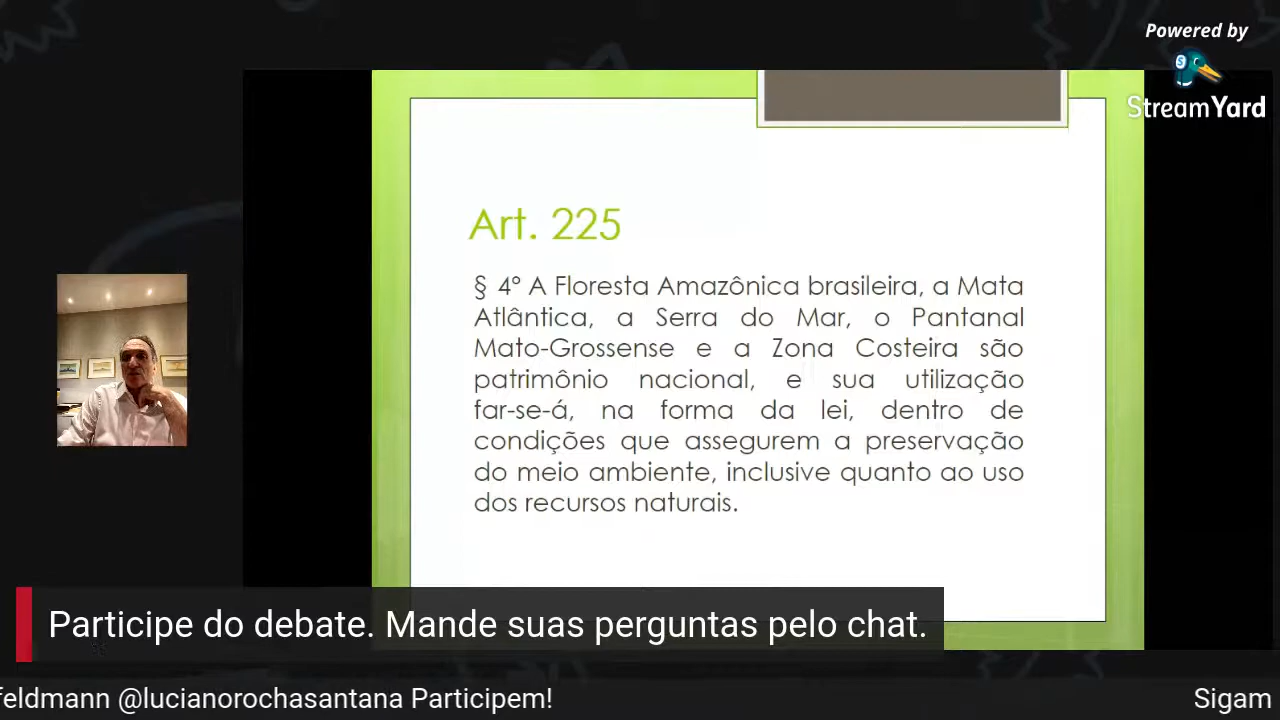 Powered by
StreamYard
Art. 225
§ 4º A Floresta Amazônica brasileira, a Mata
Atlântica, a Serra do Mar, o Pantanal
Mato-Grossense e a Zona Costeira são
patrimônio nacional, e sua utilização
far-se-á, na forma da lei, dentro de
condições que assegurem a preservação
do meio ambiente, inclusive quanto ao uso
dos recursos naturais.
Participe do debate. Mande suas perguntas pelo chat.
feldmann @lucianorochasantana Participem!
Sigam